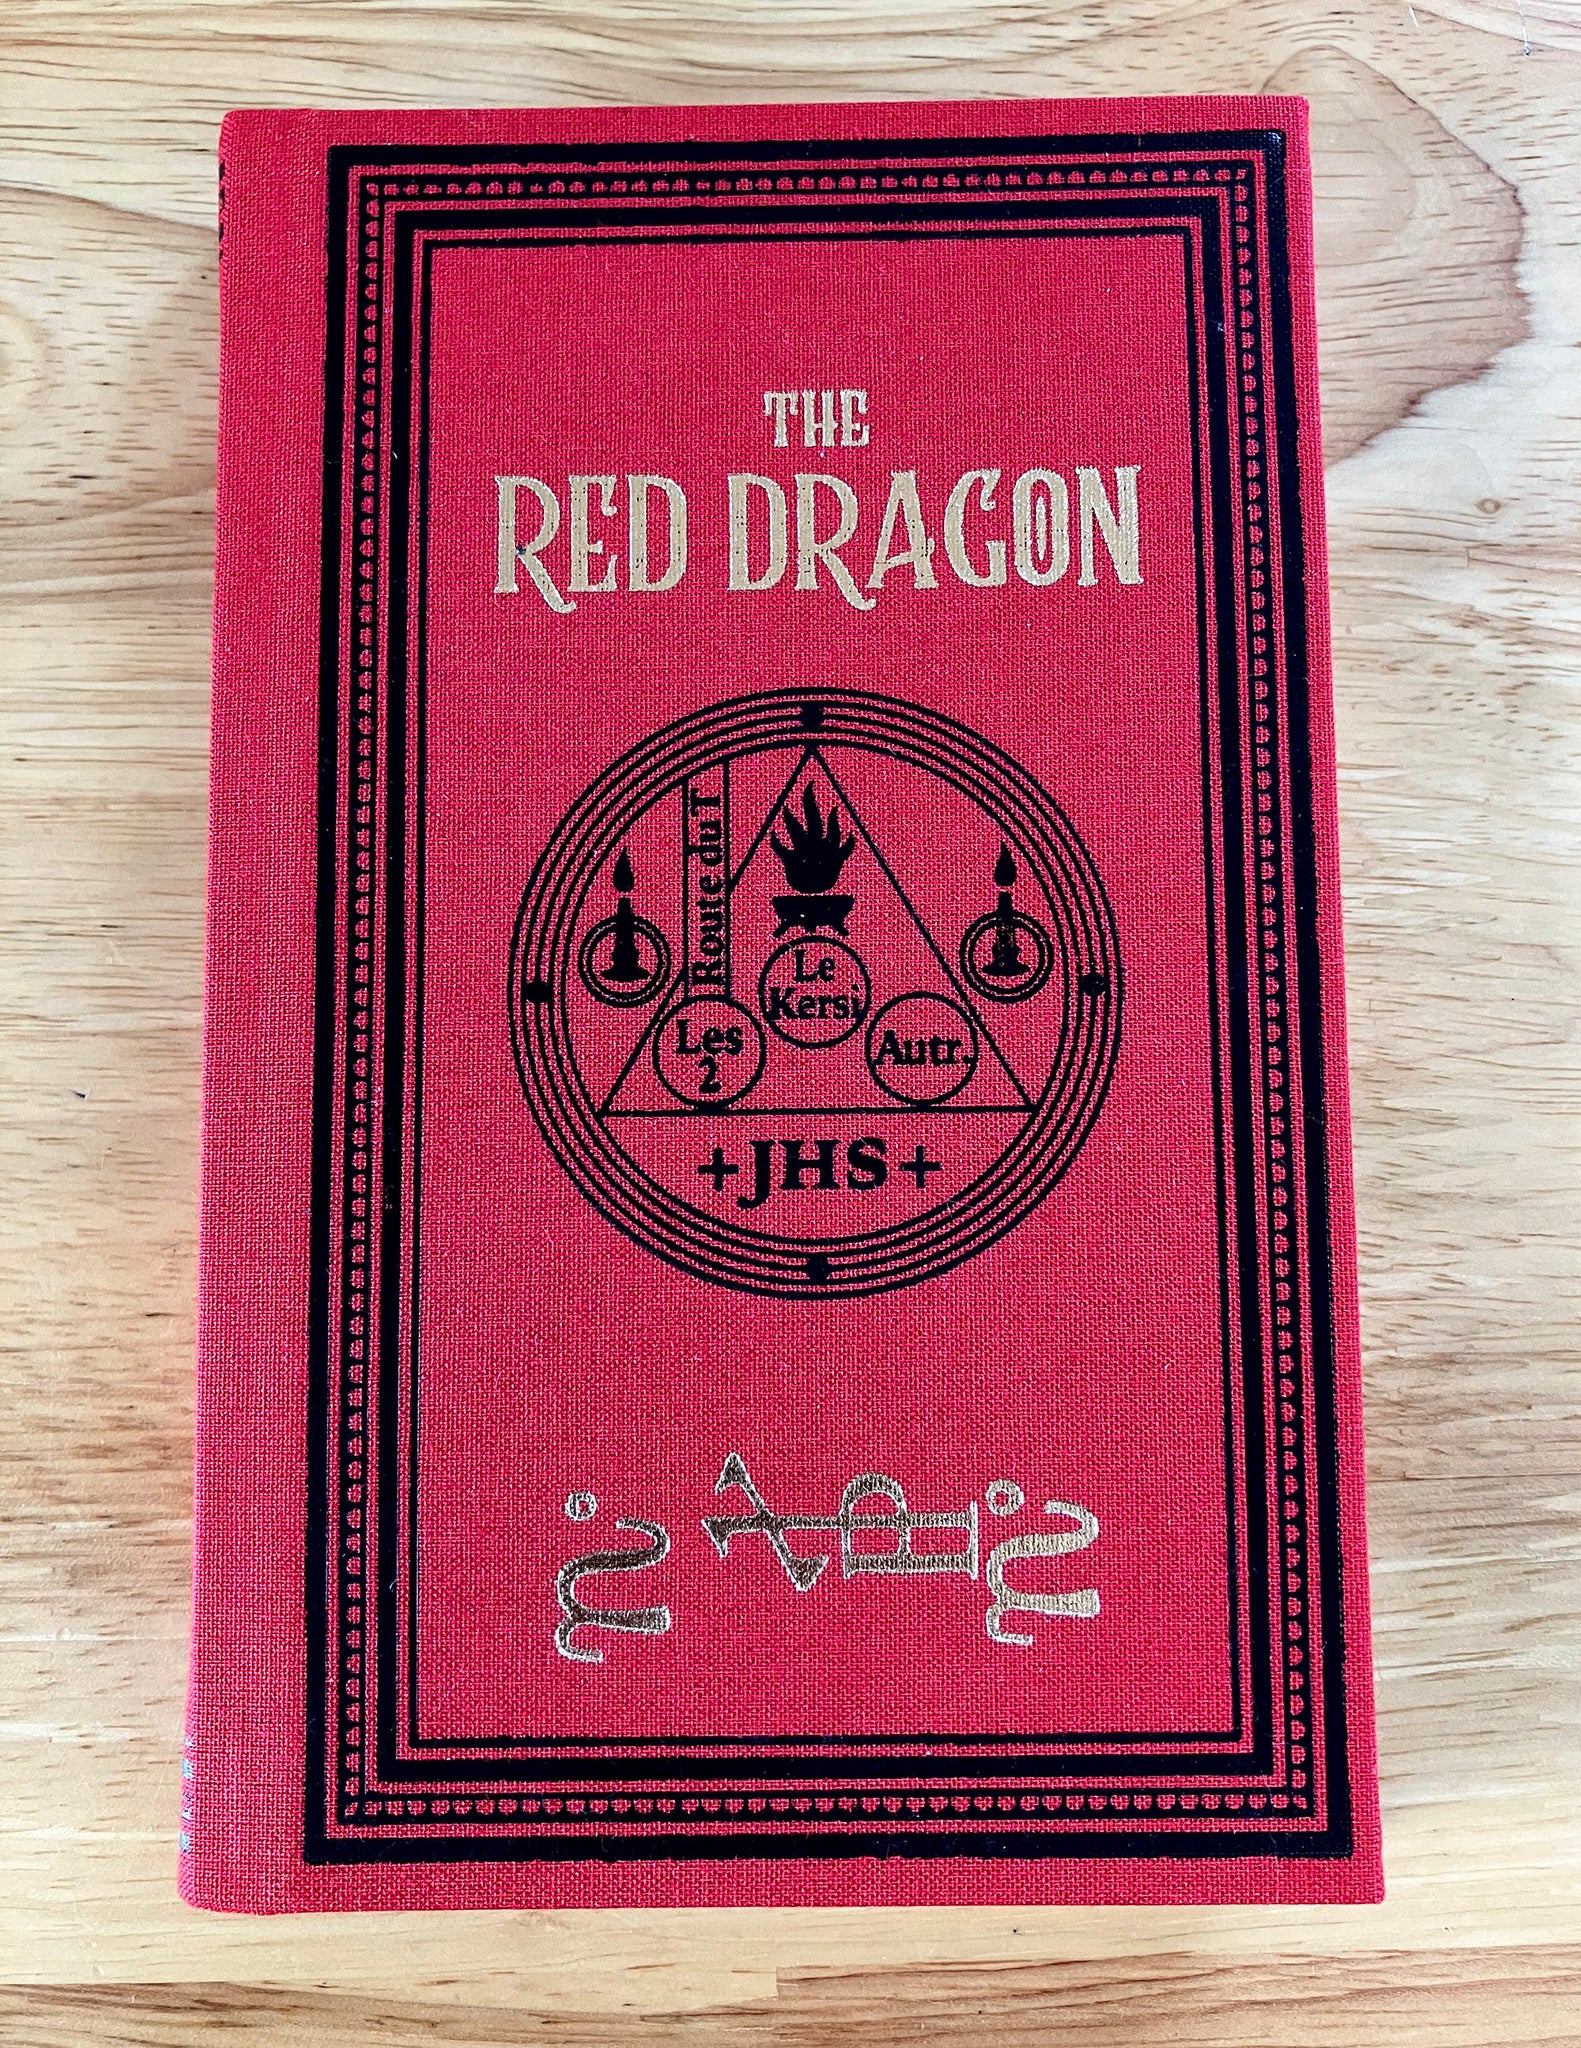 THE
RED DRAGON
Route du T
Le
Kersi
Les
2
Autr.
+JHS+